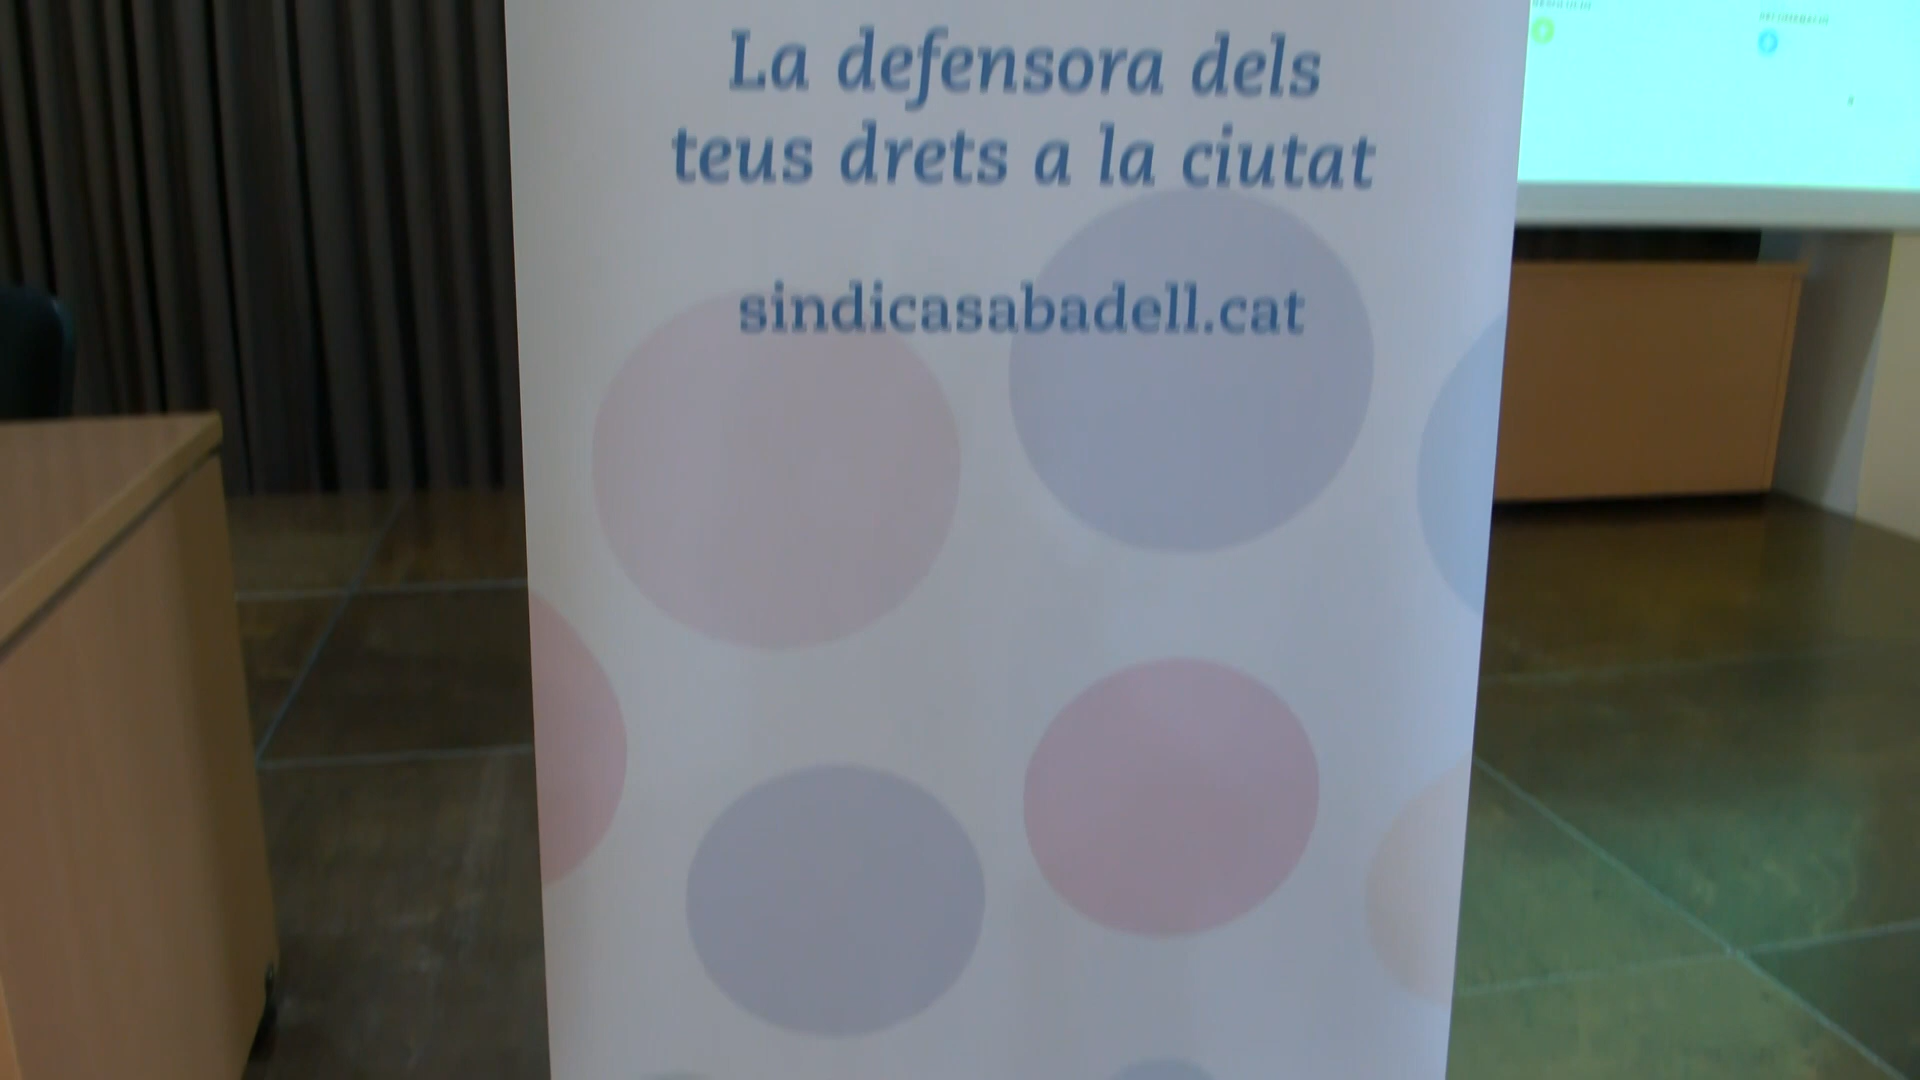 La defensora dels
teus drets a la ciutat
sindicasabadell.cat